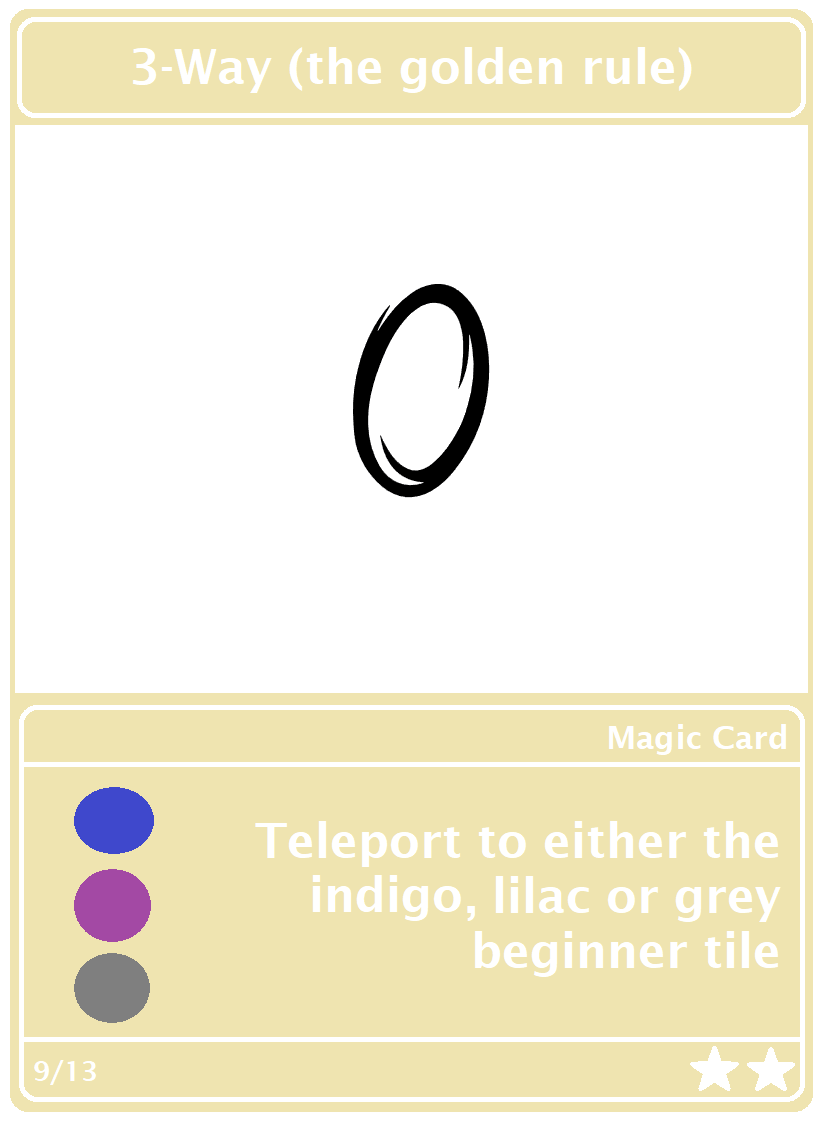 3-Way (the golden rule)
Magic Card
Teleport to either the
indigo, lilac or grey
beginner tile
9/13